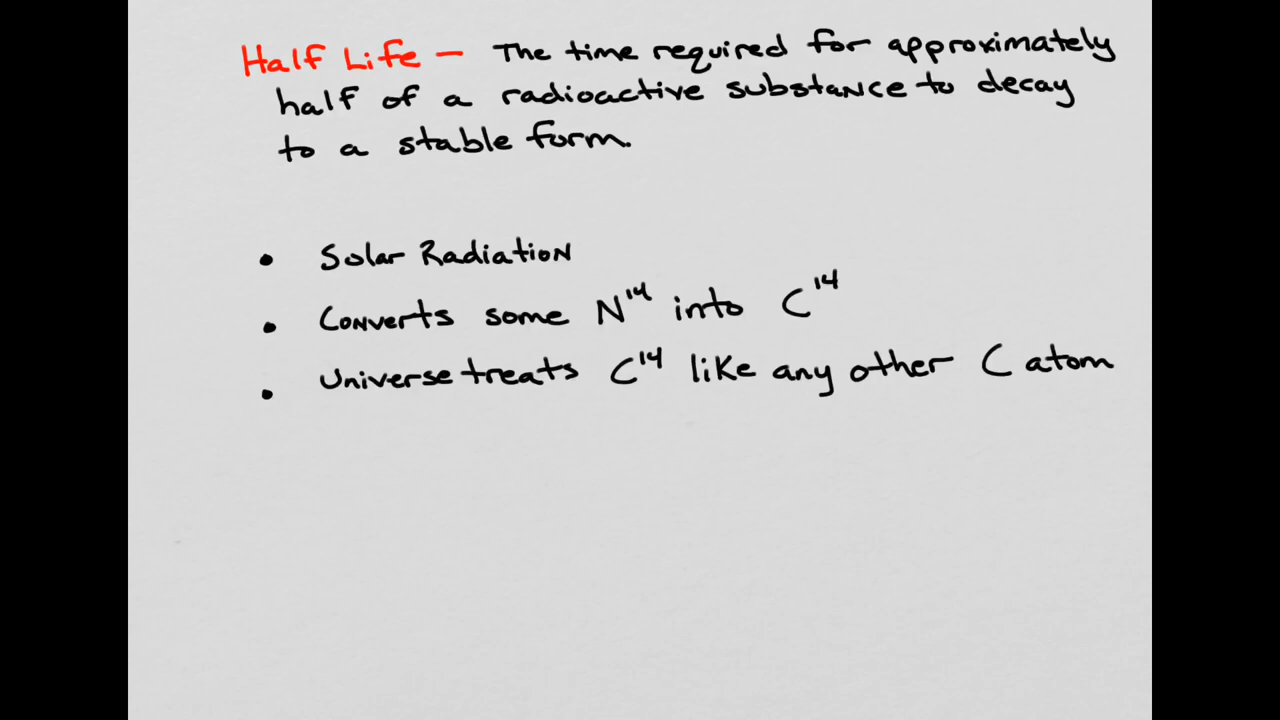 Half Life — The time required for approximately
half of a radioactive substance to decay
to a stable form.
• Solar Radiation
• Converts some N¹⁴ into C¹⁴
• Universe treats C¹⁴ like any other C atom